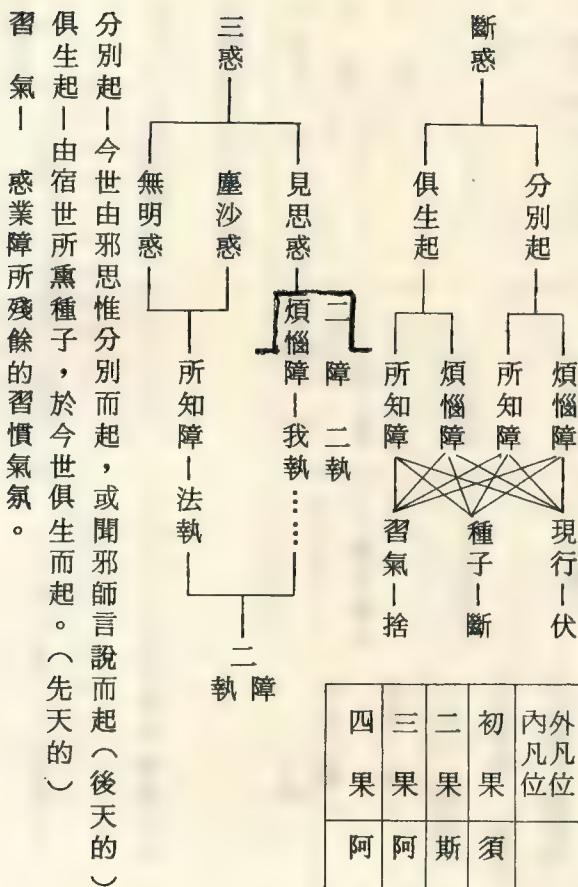 斷惑
分別起
俱生起
煩惱障
所知障
煩惱障
所知障
現行—伏
種子—斷
習氣—捨
外凡位
內凡位
初果 須
二果 斯
三果 阿
四果 阿
三惑
見思惑
塵沙惑
無明惑
二障 二執
煩惱障—我執……
所知障—法執
二障
執
分別起—今世由邪思惟分別而起，或聞邪師言說而起（後天的）
俱生起—由宿世所熏種子，於今世俱生而起。（先天的）
習氣— 惑業障所殘餘的習慣氣氛。